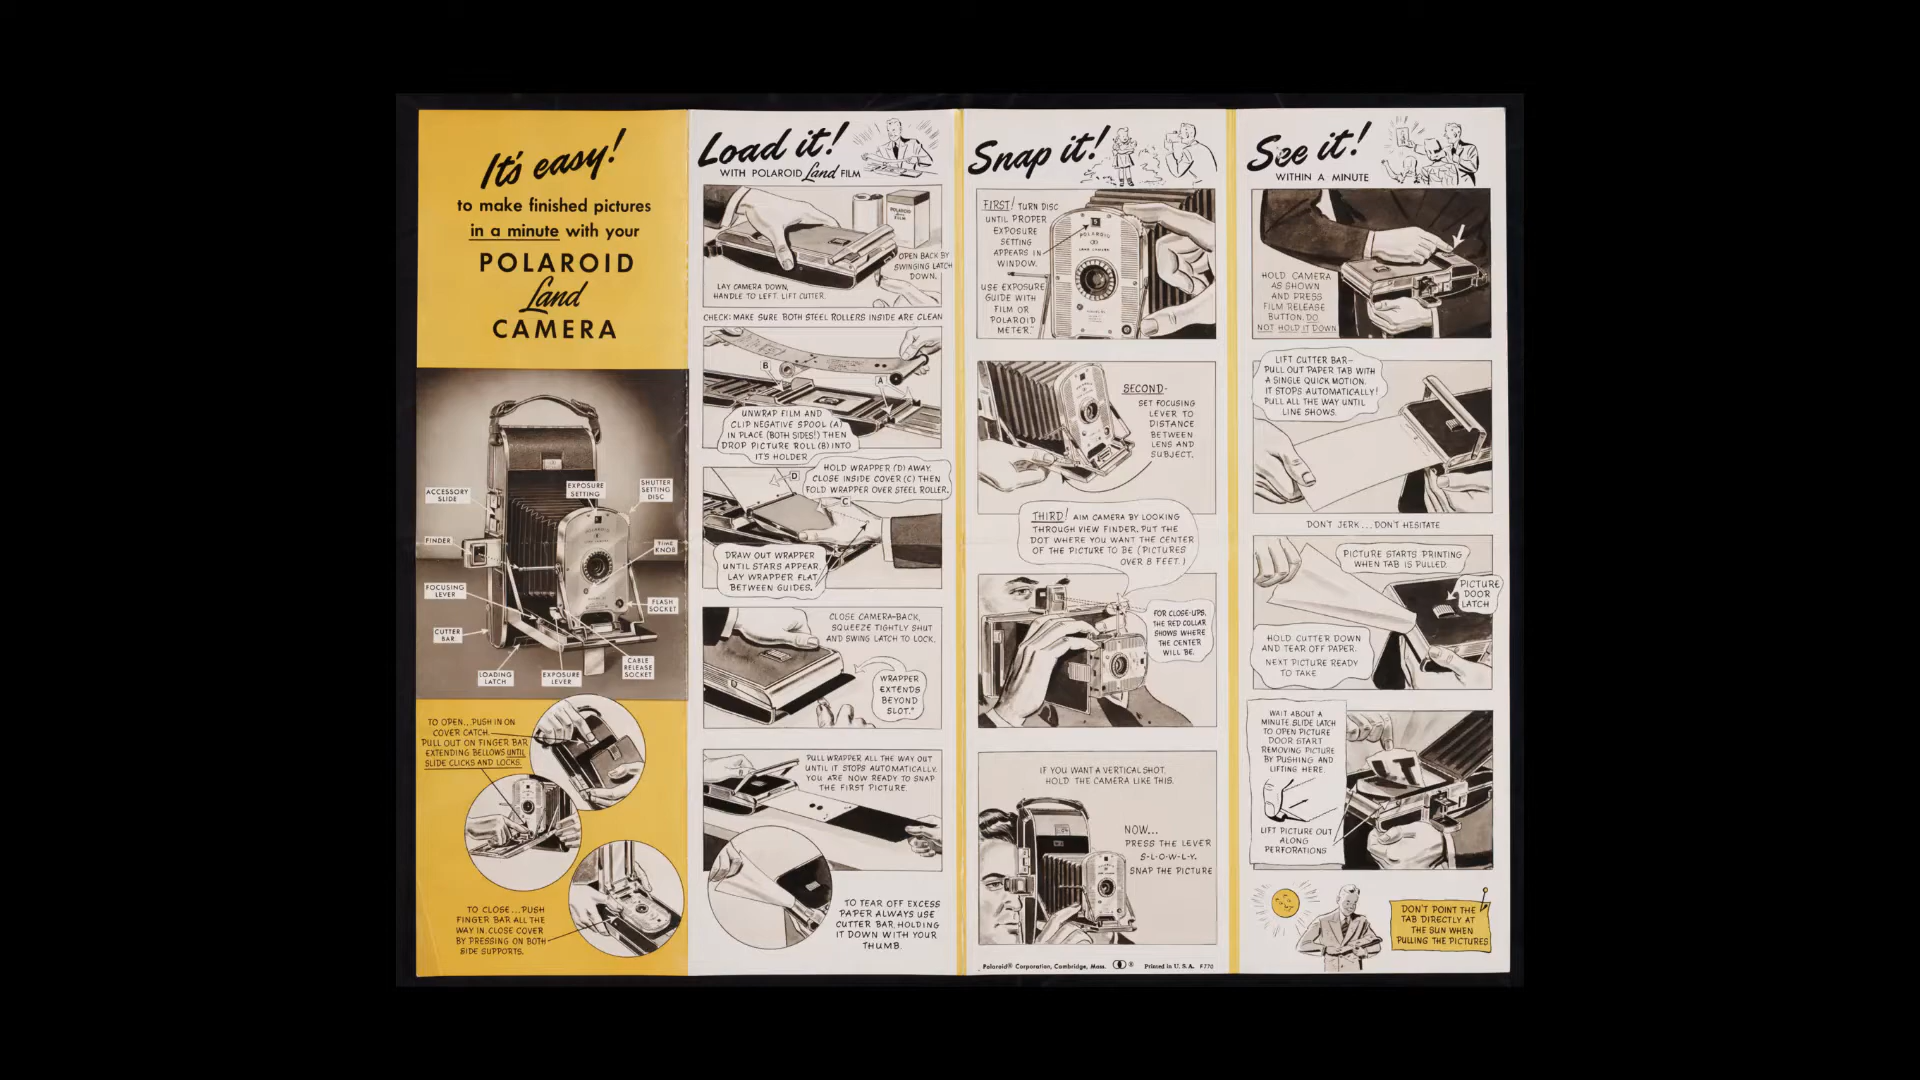 It's easy!
to make finished pictures
in a minute with your
POLAROID
Land
CAMERA
ACCESSORY
SLIDE
EXPOSURE
SETTING
SHUTTER
SETTING
DISC
FINDER
TIME
KNOB
FOCUSING
LEVER
FLASH
SOCKET
CUTTER
BAR
LOADING
LATCH
EXPOSURE
LEVER
CABLE
RELEASE
SOCKET
TO OPEN...PUSH IN ON
COVER CATCH.
PULL OUT ON FINGER BAR
EXTENDING BELLOWS UNTIL
SLIDE CLICKS AND LOCKS.
TO CLOSE...PUSH
FINGER BAR ALL THE
WAY IN. CLOSE COVER
BY PRESSING ON BOTH
SIDE SUPPORTS.
Load it!
WITH POLAROID Land FILM
POLAROID
Land
FILM
OPEN BACK BY
SWINGING LATCH
DOWN.
LAY CAMERA DOWN,
HANDLE TO LEFT. LIFT CUTTER.
CHECK: MAKE SURE BOTH STEEL ROLLERS INSIDE ARE CLEAN
B
A
UNWRAP FILM AND
CLIP NEGATIVE SPOOL (A)
IN PLACE (BOTH SIDES!) THEN
DROP PICTURE ROLL (B) INTO
IT'S HOLDER
D
HOLD WRAPPER (D) AWAY.
CLOSE INSIDE COVER (C) THEN
FOLD WRAPPER OVER STEEL ROLLER.
C
DRAW OUT WRAPPER
UNTIL STARS APPEAR.
LAY WRAPPER FLAT
BETWEEN GUIDES.
CLOSE CAMERA-BACK,
SQUEEZE TIGHTLY SHUT
AND SWING LATCH TO LOCK.
WRAPPER
EXTENDS
BEYOND
SLOT."
PULL WRAPPER ALL THE WAY OUT
UNTIL IT STOPS AUTOMATICALLY.
YOU ARE NOW READY TO SNAP
THE FIRST PICTURE.
TO TEAR OFF EXCESS
PAPER ALWAYS USE
CUTTER BAR, HOLDING
IT DOWN WITH YOUR
THUMB.
Snap it!
FIRST! TURN DISC
UNTIL PROPER
EXPOSURE
SETTING
APPEARS IN
WINDOW.
USE EXPOSURE
GUIDE WITH
FILM OR
POLAROID
METER."
5
POLAROID
LAND CAMERA
SECOND-
SET FOCUSING
LEVER TO
DISTANCE
BETWEEN
LENS AND
SUBJECT.
THIRD! AIM CAMERA BY LOOKING
THROUGH VIEW FINDER. PUT THE
DOT WHERE YOU WANT THE CENTER
OF THE PICTURE TO BE (PICTURES
OVER 8 FEET.)
FOR CLOSE-UPS,
THE RED COLLAR
SHOWS WHERE
THE CENTER
WILL BE.
IF YOU WANT A VERTICAL SHOT,
HOLD THE CAMERA LIKE THIS.
NOW...
PRESS THE LEVER
S-L-O-W-L-Y.
SNAP THE PICTURE
Polaroid® Corporation, Cambridge, Mass. ® Printed in U. S. A. F770
See it!
WITHIN A MINUTE
HOLD CAMERA
AS SHOWN
AND PRESS
FILM RELEASE
BUTTON. DO
NOT HOLD IT DOWN
LIFT CUTTER BAR-
PULL OUT PAPER TAB WITH
A SINGLE QUICK MOTION.
IT STOPS AUTOMATICALLY!
PULL ALL THE WAY UNTIL
LINE SHOWS.
DON'T JERK...DON'T HESITATE
PICTURE STARTS PRINTING
WHEN TAB IS PULLED.
PICTURE
DOOR
LATCH
HOLD CUTTER DOWN
AND TEAR OFF PAPER.
NEXT PICTURE READY
TO TAKE
WAIT ABOUT A
MINUTE. SLIDE LATCH
TO OPEN PICTURE
DOOR. START
REMOVING PICTURE
BY PUSHING AND
LIFTING HERE.
LIFT PICTURE OUT
ALONG
PERFORATIONS
DON'T POINT THE
TAB DIRECTLY AT
THE SUN WHEN
PULLING THE PICTURES